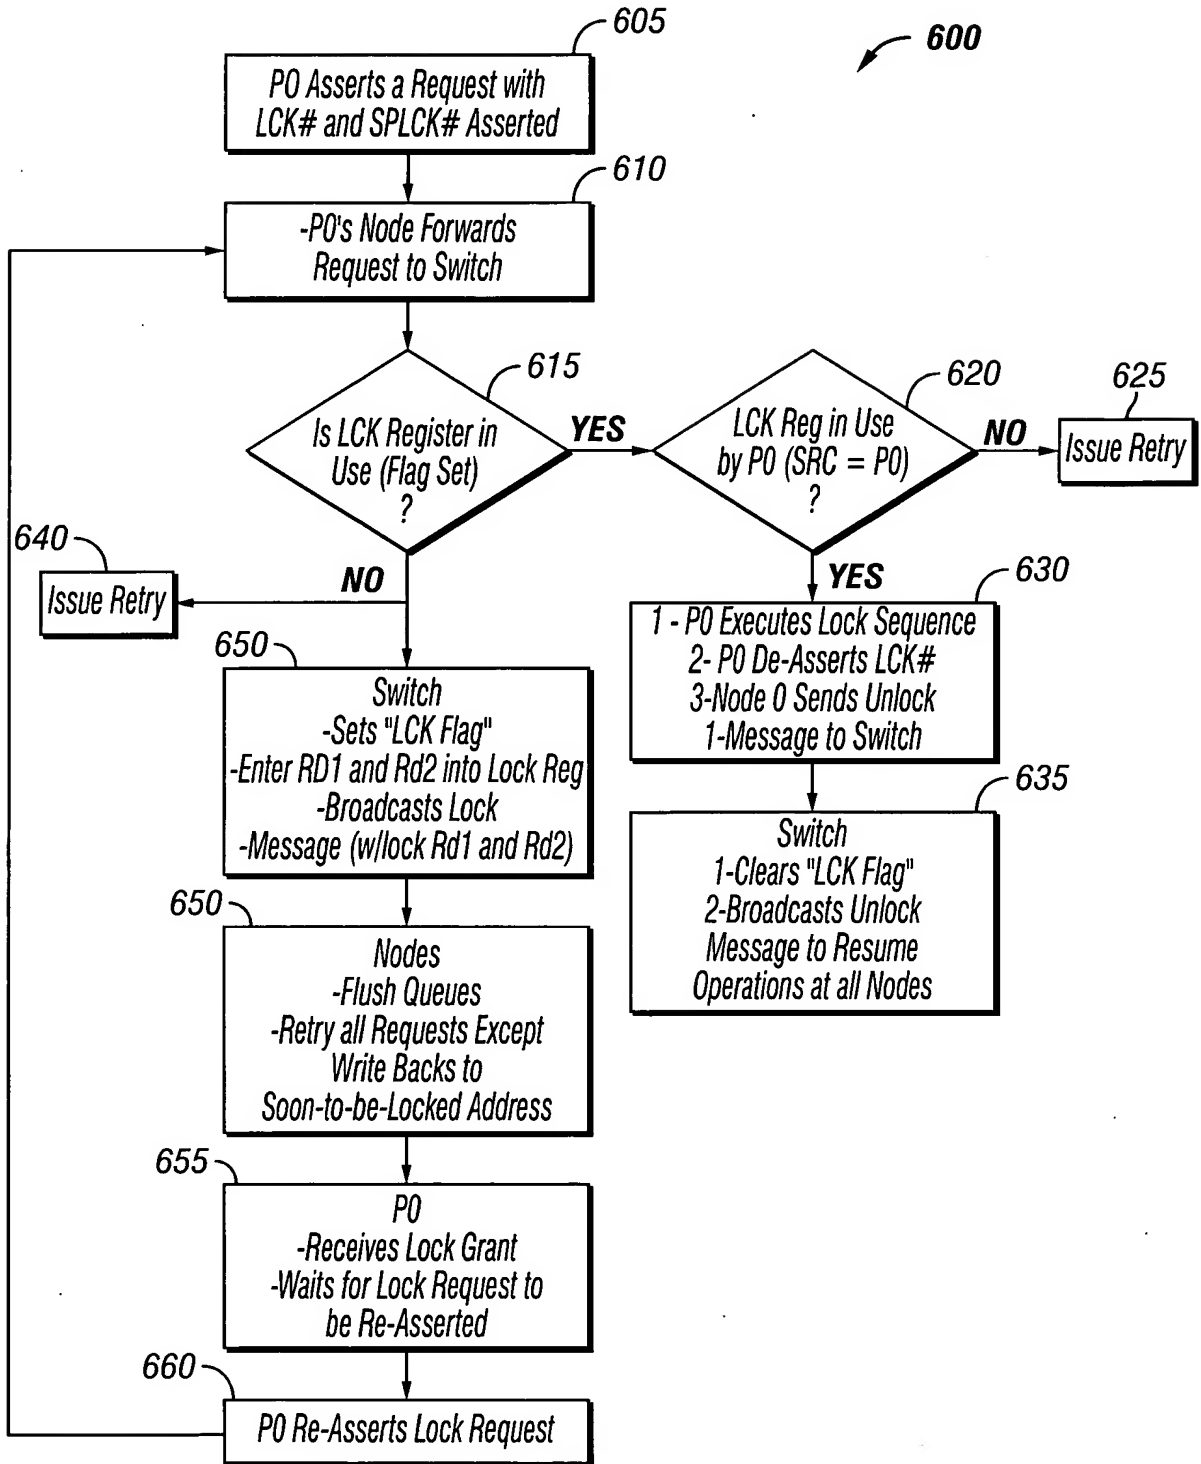 605
600
P0 Asserts a Request with
LCK# and SPLCK# Asserted
610
-P0's Node Forwards
Request to Switch
615
Is LCK Register in
Use (Flag Set)
?
YES
620
LCK Reg in Use
by P0 (SRC = P0)
?
NO
625
Issue Retry
640
Issue Retry
NO
YES
630
1 - P0 Executes Lock Sequence
2- P0 De-Asserts LCK#
3-Node 0 Sends Unlock
1-Message to Switch
650
Switch
-Sets "LCK Flag"
-Enter RD1 and Rd2 into Lock Reg
-Broadcasts Lock
-Message (w/lock Rd1 and Rd2)
635
Switch
1-Clears "LCK Flag"
2-Broadcasts Unlock
Message to Resume
Operations at all Nodes
650
Nodes
-Flush Queues
-Retry all Requests Except
Write Backs to
Soon-to-be-Locked Address
655
P0
-Receives Lock Grant
-Waits for Lock Request to
be Re-Asserted
660
P0 Re-Asserts Lock Request